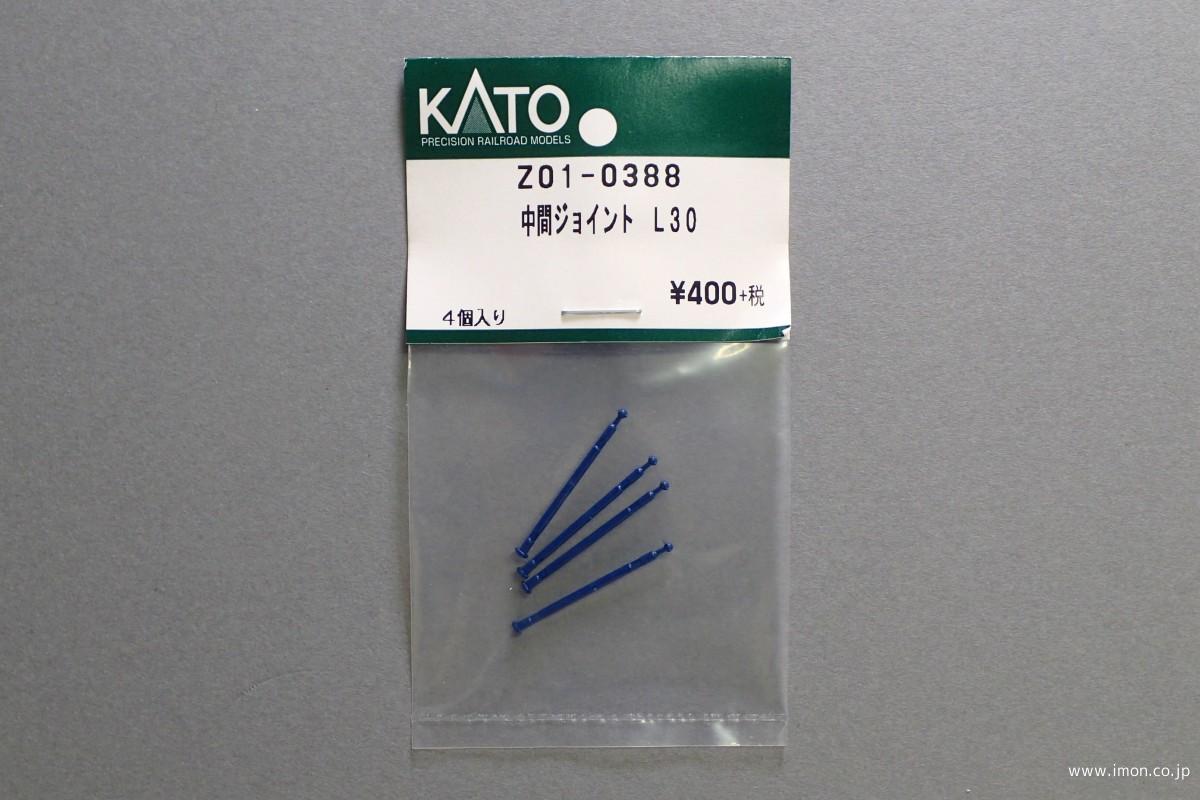 KATO
PRECISION RAILROAD MODELS
Z01-0388
中間ジョイント L30
¥400+税
4個入り
www.imon.co.jp